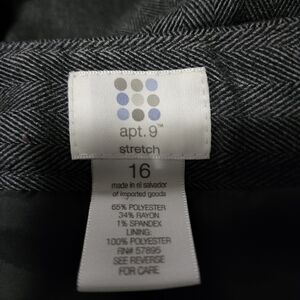 apt.9™
stretch
16
made in el salvador
of imported goods
65% POLYESTER
34% RAYON
1% SPANDEX
LINING:
100% POLYESTER
RN# 57895
SEE REVERSE
FOR CARE